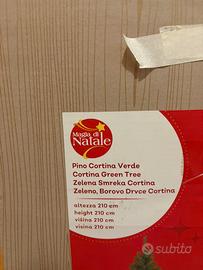 Magia di
Natale
Pino Cortina Verde
Cortina Green Tree
Zelena Smreka Cortina
Zeleno, Borovo Drvce Cortina
altezza 210 cm
height 210 cm
višina 210 cm
visina 210 cm
subito